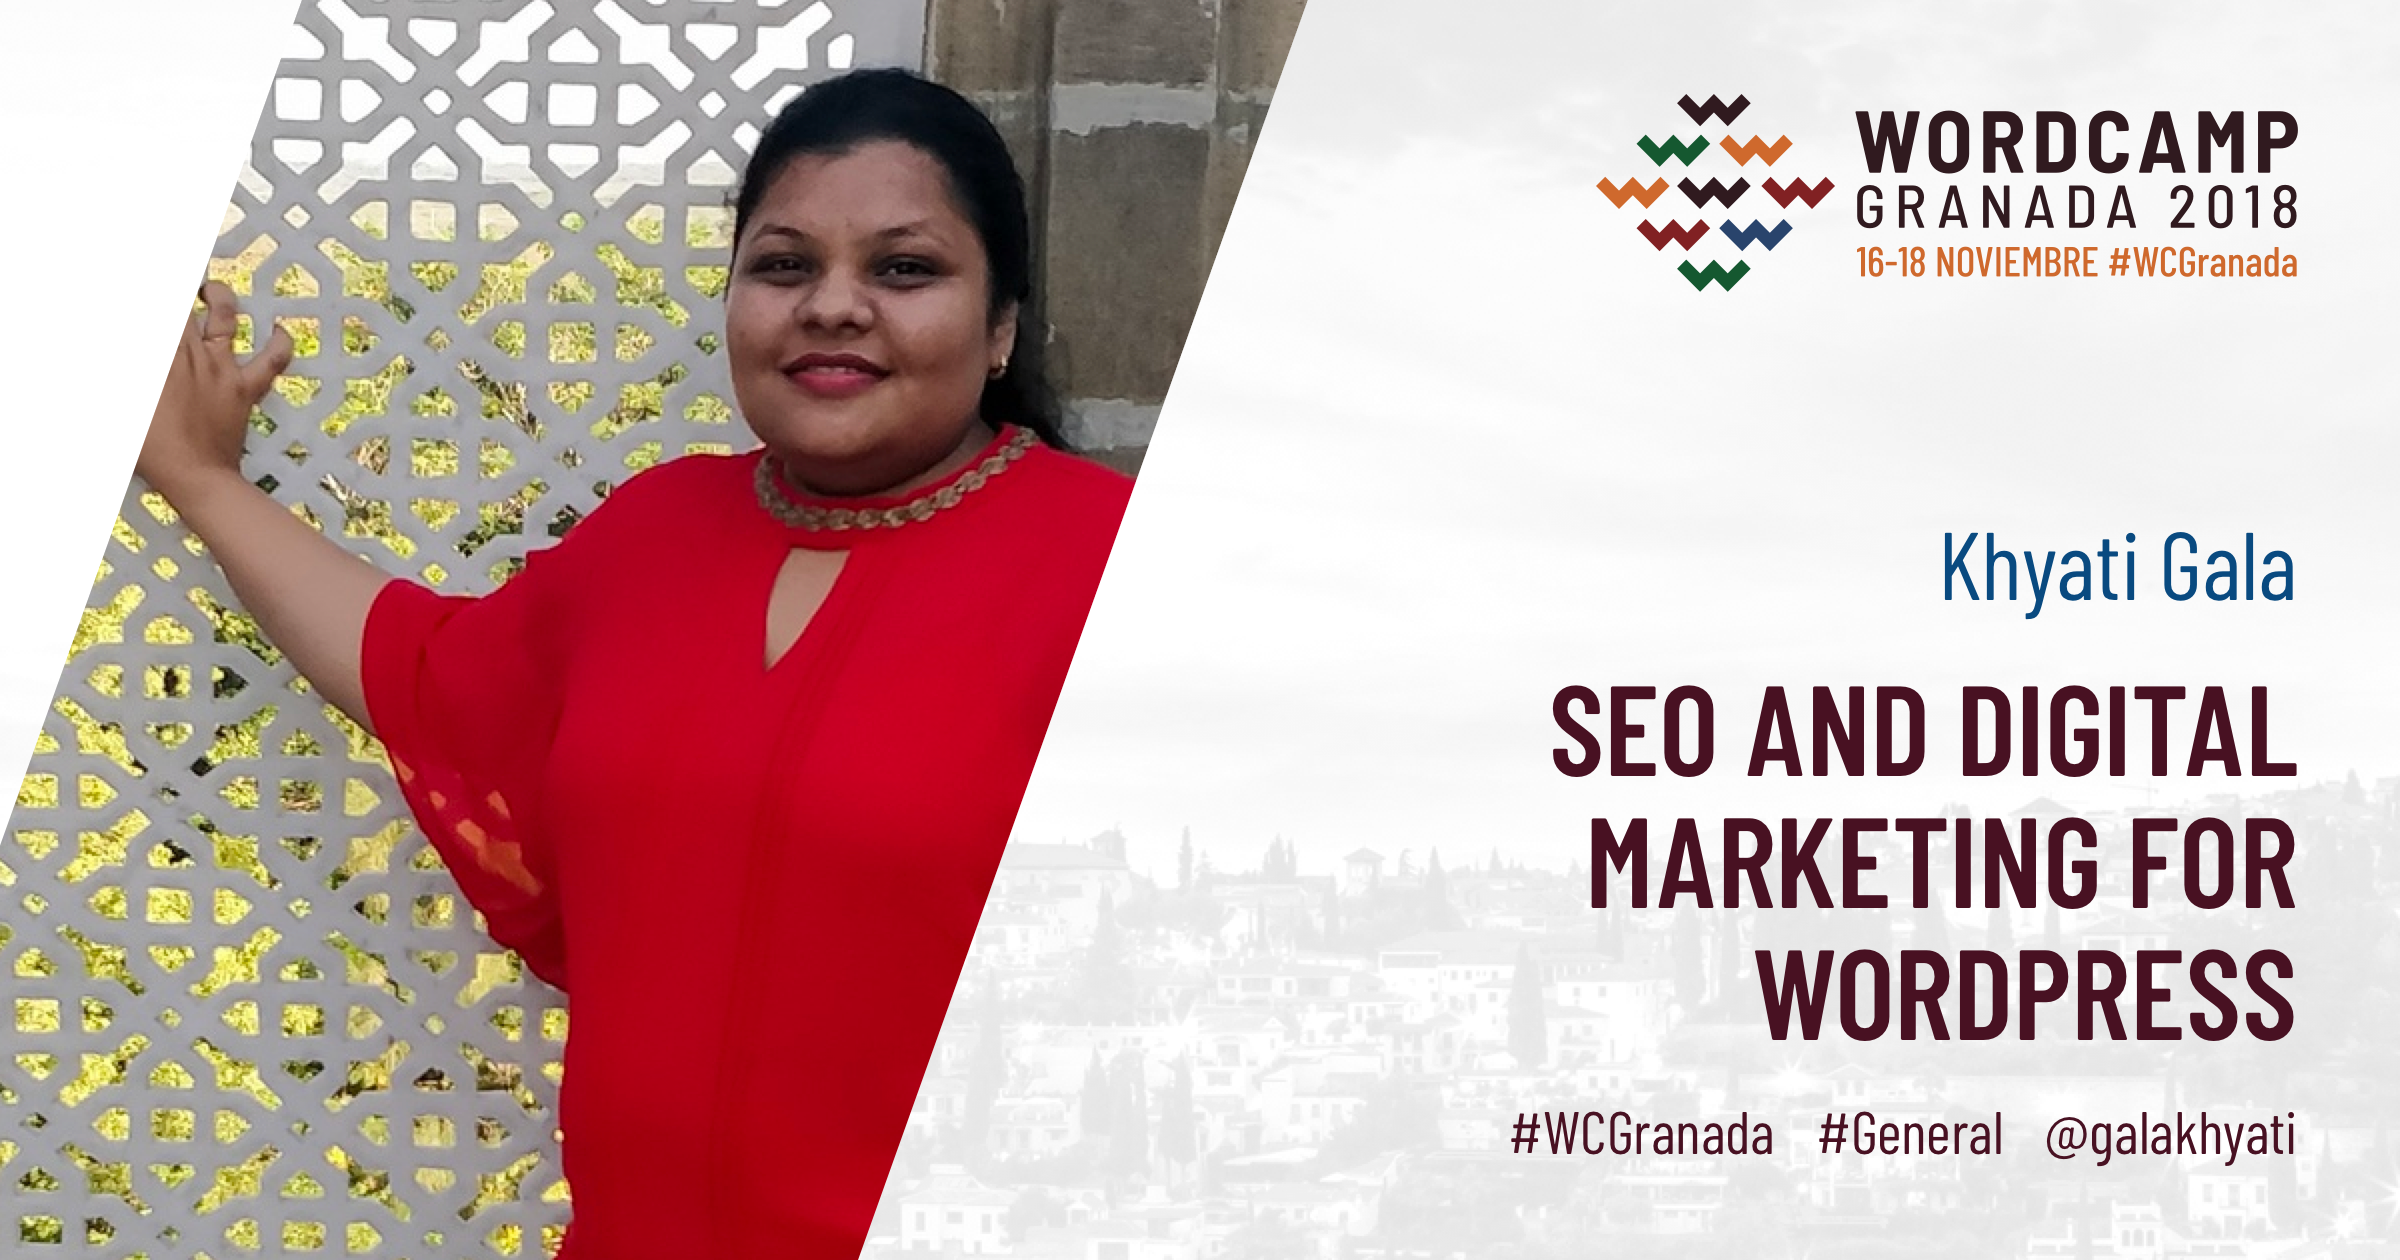 WORDCAMP
GRANADA 2018
16-18 NOVIEMBRE #WCGranada
Khyati Gala
SEO AND DIGITAL
MARKETING FOR
WORDPRESS
#WCGranada #General @galakhyati